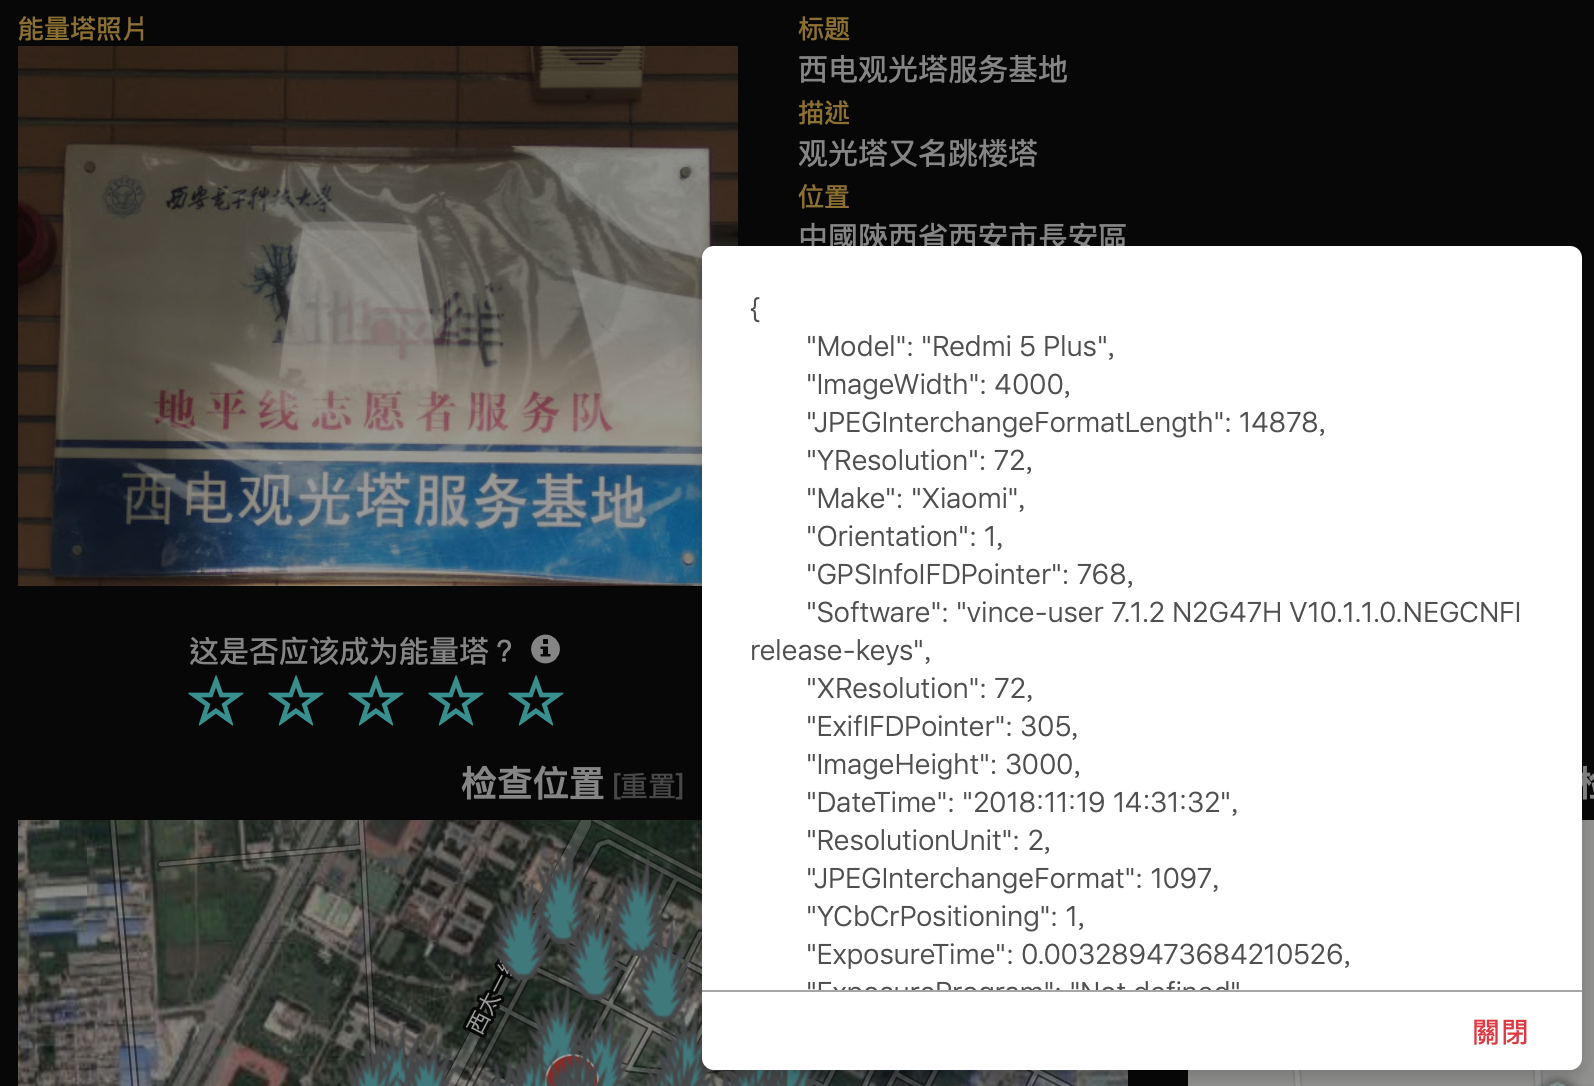 能量塔照片
西安电子科技大学
地平线
地平线志愿者服务队
西电观光塔服务基地
这是否应该成为能量塔？
检查位置 [重置]
西太一
标题
西电观光塔服务基地
描述
观光塔又名跳楼塔
位置
中國陝西省西安市長安區
{
"Model": "Redmi 5 Plus",
"ImageWidth": 4000,
"JPEGInterchangeFormatLength": 14878,
"YResolution": 72,
"Make": "Xiaomi",
"Orientation": 1,
"GPSInfoIFDPointer": 768,
"Software": "vince-user 7.1.2 N2G47H V10.1.1.0.NEGCNFI
release-keys",
"XResolution": 72,
"ExifIFDPointer": 305,
"ImageHeight": 3000,
"DateTime": "2018:11:19 14:31:32",
"ResolutionUnit": 2,
"JPEGInterchangeFormat": 1097,
"YCbCrPositioning": 1,
"ExposureTime": 0.003289473684210526,
"ExposureProgram": "Not defined"
關閉